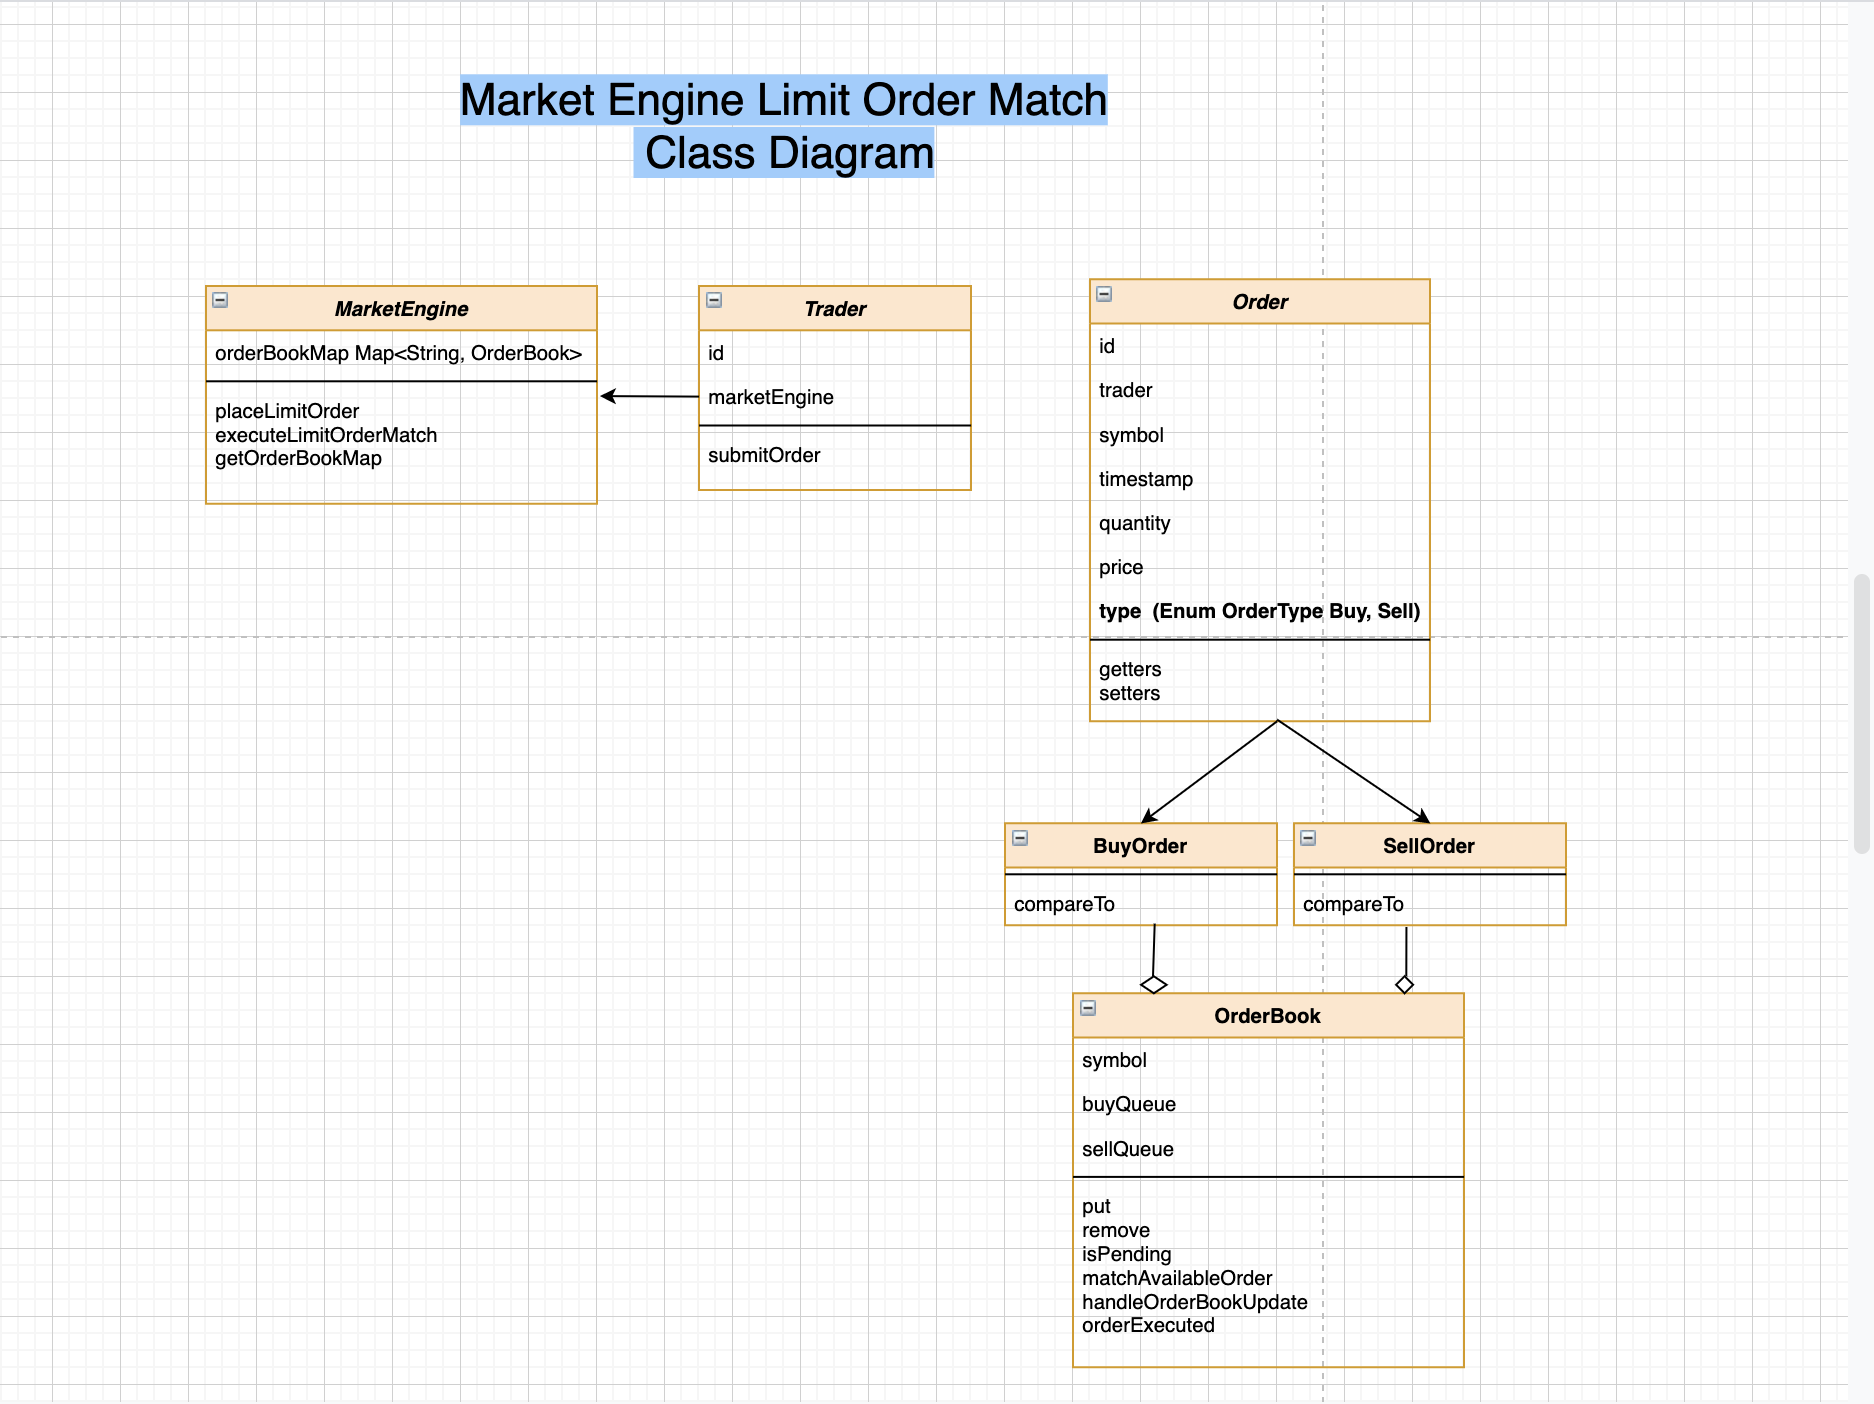 Market Engine Limit Order Match
Class Diagram
MarketEngine
orderBookMap Map<String, OrderBook>
placeLimitOrder
executeLimitOrderMatch
getOrderBookMap
Trader
id
marketEngine
submitOrder
Order
id
trader
symbol
timestamp
quantity
price
type  (Enum OrderType Buy, Sell)
getters
setters
BuyOrder
compareTo
SellOrder
compareTo
OrderBook
symbol
buyQueue
sellQueue
put
remove
isPending
matchAvailableOrder
handleOrderBookUpdate
orderExecuted